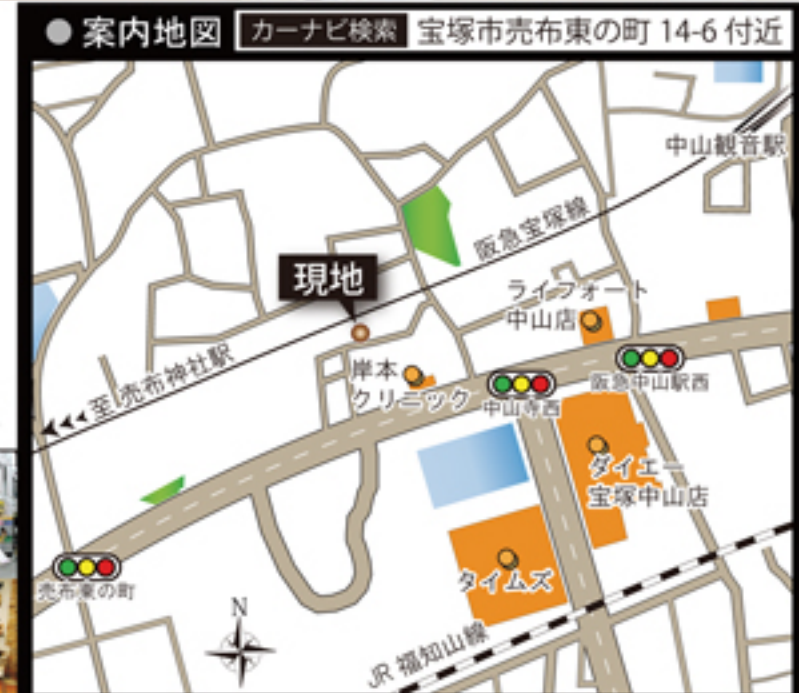 案内地図
カーナビ検索
宝塚市売布東の町 14-6 付近
中山観音駅
阪急宝塚線
現地
ライフォート
中山店
至 売布神社駅
岸本
クリニック
中山寺西
阪急中山駅西
ダイエー
宝塚中山店
タイムズ
売布東の町
N
JR 福知山線